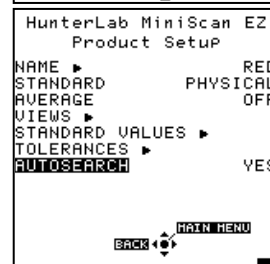 HunterLab MiniScan EZ
Product Setup
NAME ▶ RED
STANDARD PHYSICAL
AVERAGE OFF
VIEWS ▶
STANDARD VALUES ▶
TOLERANCES ▶
AUTOSEARCH YES
MAIN MENU
BACK